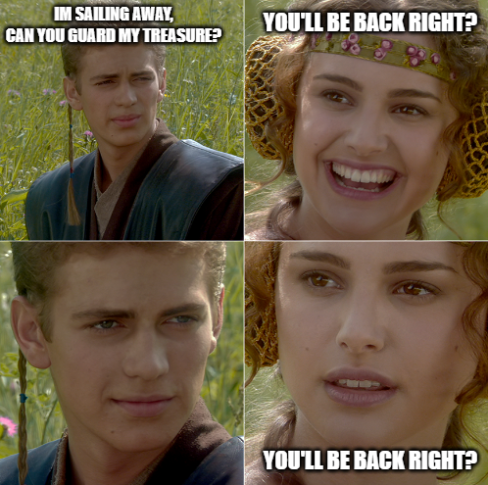 IM SAILING AWAY,
CAN YOU GUARD MY TREASURE?
YOU'LL BE BACK RIGHT?
YOU'LL BE BACK RIGHT?